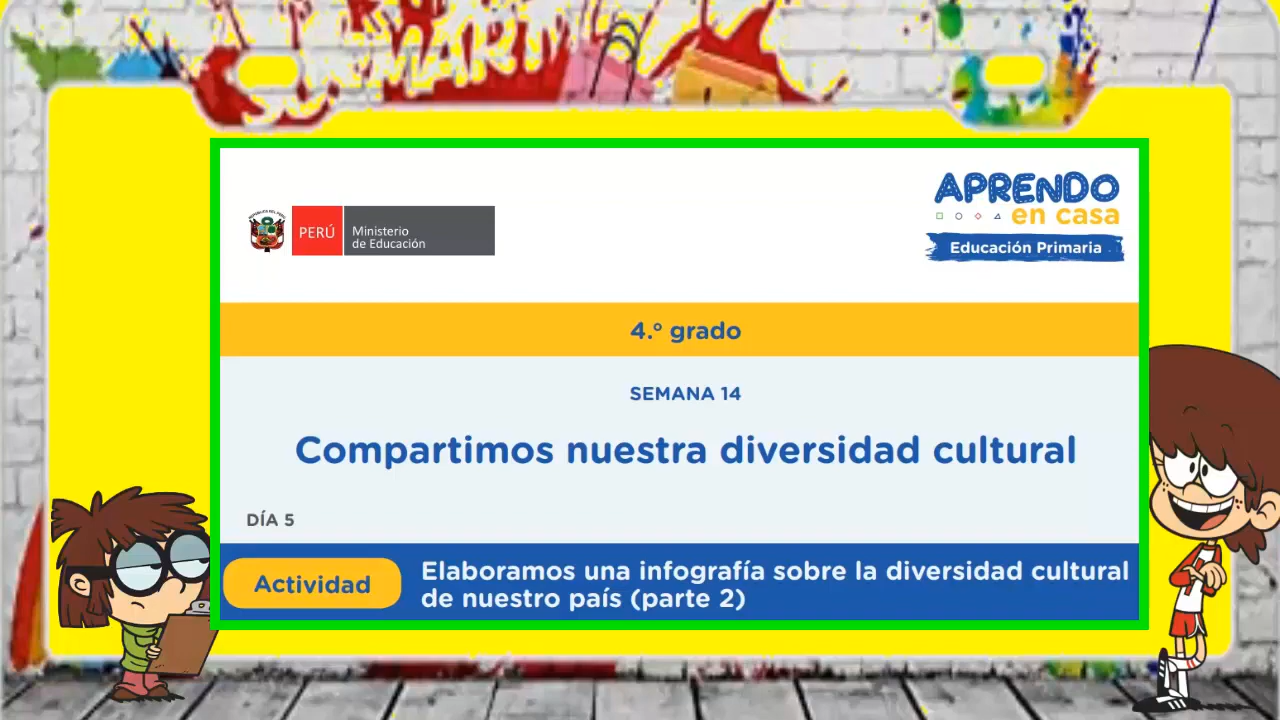 PERÚ
Ministerio
de Educación
APRENDO
en casa
Educación Primaria
4.° grado
SEMANA 14
Compartimos nuestra diversidad cultural
DÍA 5
Actividad
Elaboramos una infografía sobre la diversidad cultural
de nuestro país (parte 2)